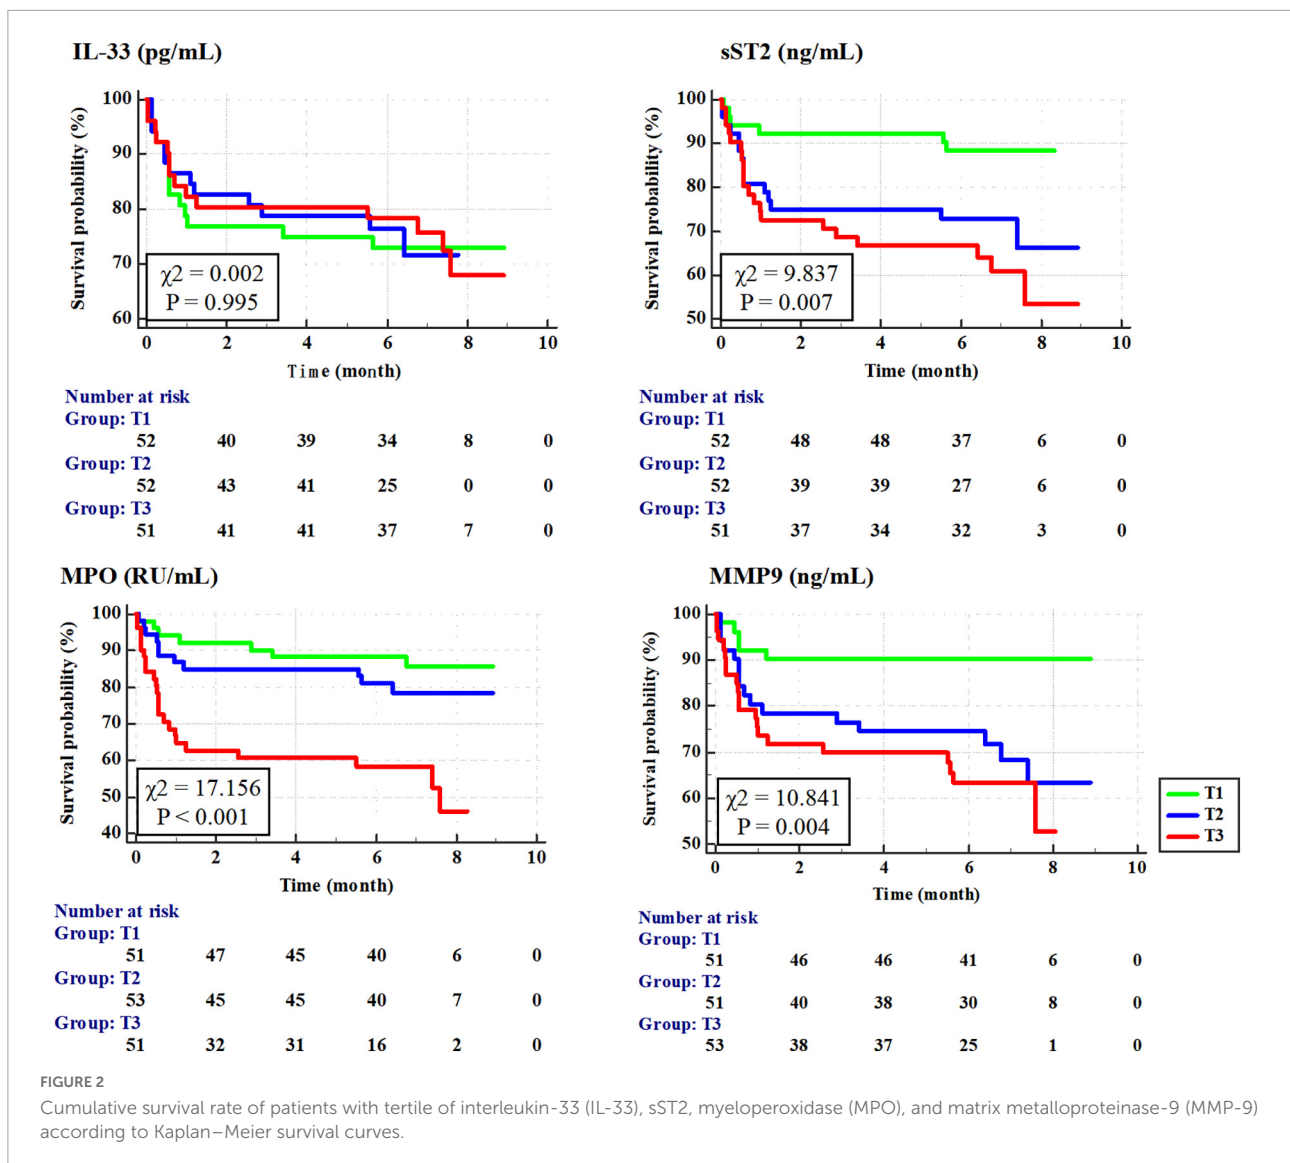 IL-33 (pg/mL)
Survival probability (%)
100
90
80
70
60
χ2 = 0.002
P = 0.995
0 2 4 6 8 10
Time (month)
Number at risk
Group: T1
52 40 39 34 8 0
Group: T2
52 43 41 25 0 0
Group: T3
51 41 41 37 7 0
sST2 (ng/mL)
Survival probability (%)
100
90
80
70
60
50
χ2 = 9.837
P = 0.007
0 2 4 6 8 10
Time (month)
Number at risk
Group: T1
52 48 48 37 6 0
Group: T2
52 39 39 27 6 0
Group: T3
51 37 34 32 3 0
MPO (RU/mL)
Survival probability (%)
100
90
80
70
60
50
40
χ2 = 17.156
P < 0.001
0 2 4 6 8 10
Time (month)
Number at risk
Group: T1
51 47 45 40 6 0
Group: T2
53 45 45 40 7 0
Group: T3
51 32 31 16 2 0
MMP9 (ng/mL)
Survival probability (%)
100
90
80
70
60
50
χ2 = 10.841
P = 0.004
0 2 4 6 8 10
Time (month)
T1
T2
T3
Number at risk
Group: T1
51 46 46 41 6 0
Group: T2
51 40 38 30 8 0
Group: T3
53 38 37 25 1 0
FIGURE 2
Cumulative survival rate of patients with tertile of interleukin-33 (IL-33), sST2, myeloperoxidase (MPO), and matrix metalloproteinase-9 (MMP-9)
according to Kaplan–Meier survival curves.